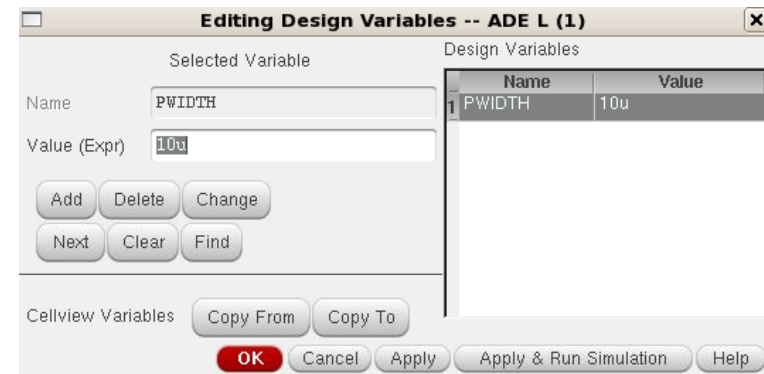 Editing Design Variables -- ADE L (1)
Selected Variable
Name PWIDTH
Value (Expr) 10u
Add Delete Change
Next Clear Find
Cellview Variables Copy From Copy To
Design Variables
Name Value
1 PWIDTH 10u
OK Cancel Apply Apply & Run Simulation Help